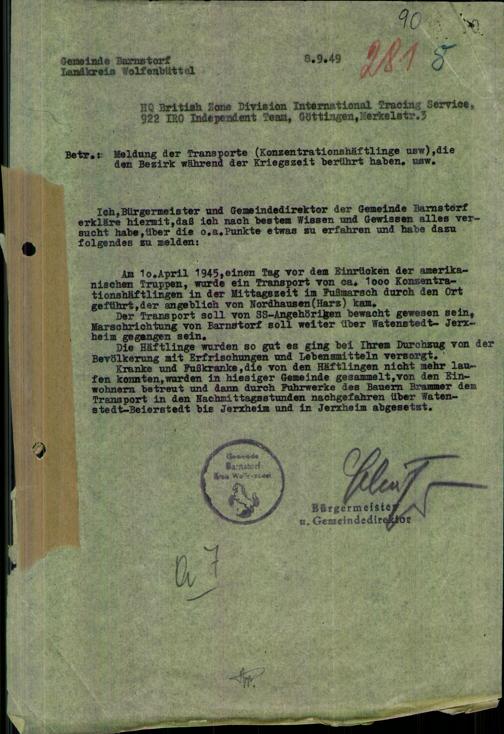 90
Gemeinde Barnstorf
Landkreis Wolfenbüttel
8.9.49
281 8
HQ British Zone Division International Tracing Service,
922 IRO Independent Team, Göttingen,Merkelstr.3
Betr.: Meldung der Transporte (Konzentrationshäftlinge usw),die
den Bezirk während der Kriegszeit berührt haben. usw.
Ich,Bürgermeister und Gemeindedirektor der Gemeinde Barnstorf
erkläre hiermit,daß ich nach bestem Wissen und Gewissen alles ver-
sucht habe,über die o.a.Punkte etwas zu erfahren und habe dazu
folgendes zu melden:
Am 1o.April 1945,einen Tag vor dem Einrücken der amerika-
nischen Truppen, wurde ein Transport von ca. 1ooo Konzentra-
tionshäftlingen in der Mittagszeit im Fußmarsch durch den Ort
geführt,der angeblich von Nordhausen(Harz) kam.
Der Transport soll von SS-Angehörigen bewacht gewesen sein,
Marschrichtung von Barnstorf soll weiter über Watenstedt- Jerx-
heim gegangen sein.
Die Häftlinge wurden so gut es ging bei Ihrem Durchzug von der
Bevölkerung mit Erfrischungen und Lebensmitteln versorgt.
Kranke und Fußkranke,die von den Häftlingen nicht mehr lau-
fen konnten,wurden in hiesiger Gemeinde gesammelt,von den Ein-
wohnern betreut und dann durch Fuhrwerke des Bauern Brammer dem
Transport in den Nachmittagsstunden nachgefahren über Waten-
stedt-Beierstedt bis Jerxheim und in Jerxheim abgesetzt.
Gemeinde
Barnstorf
Kreis Wolfenbüttel
Bürgermeister
u. Gemeindedirektor
a 7